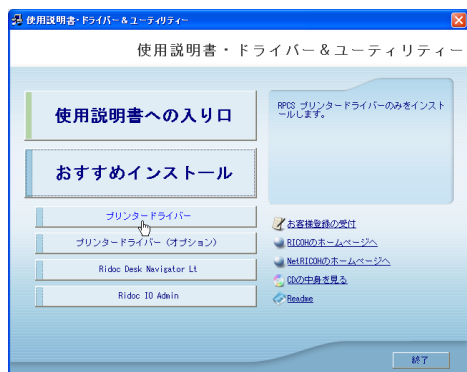 使用説明書・ドライバー＆ユーティリティー
使用説明書・ドライバー＆ユーティリティー
使用説明書への入り口
おすすめインストール
プリンタードライバー
プリンタードライバー（オプション）
Ridoc Desk Navigator Lt
Ridoc IO Admin
RPCS プリンタードライバーのみをインスト
ールします。
お客様登録の受付
RICOHのホームページへ
NetRICOHのホームページへ
CDの中身を見る
Readme
終了